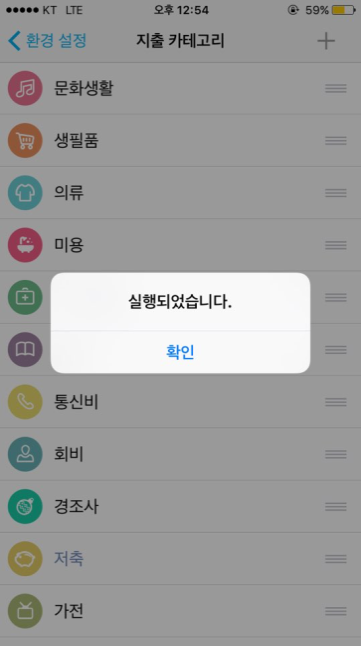 KT LTE 오후 12:54 59%
환경 설정 지출 카테고리
문화생활
생필품
의류
미용
실행되었습니다.
확인
통신비
회비
경조사
저축
가전